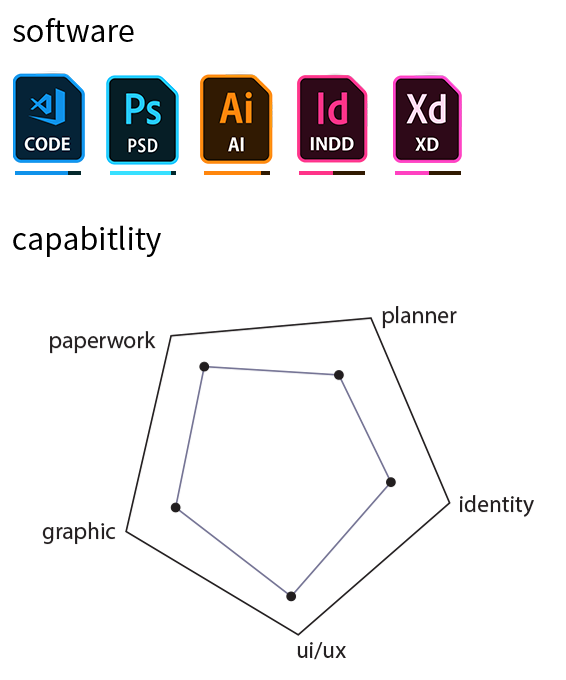 software
Ps Ai Id Xd
CODE PSD AI INDD XD
capabitlity
planner
paperwork
identity
graphic
ui/ux